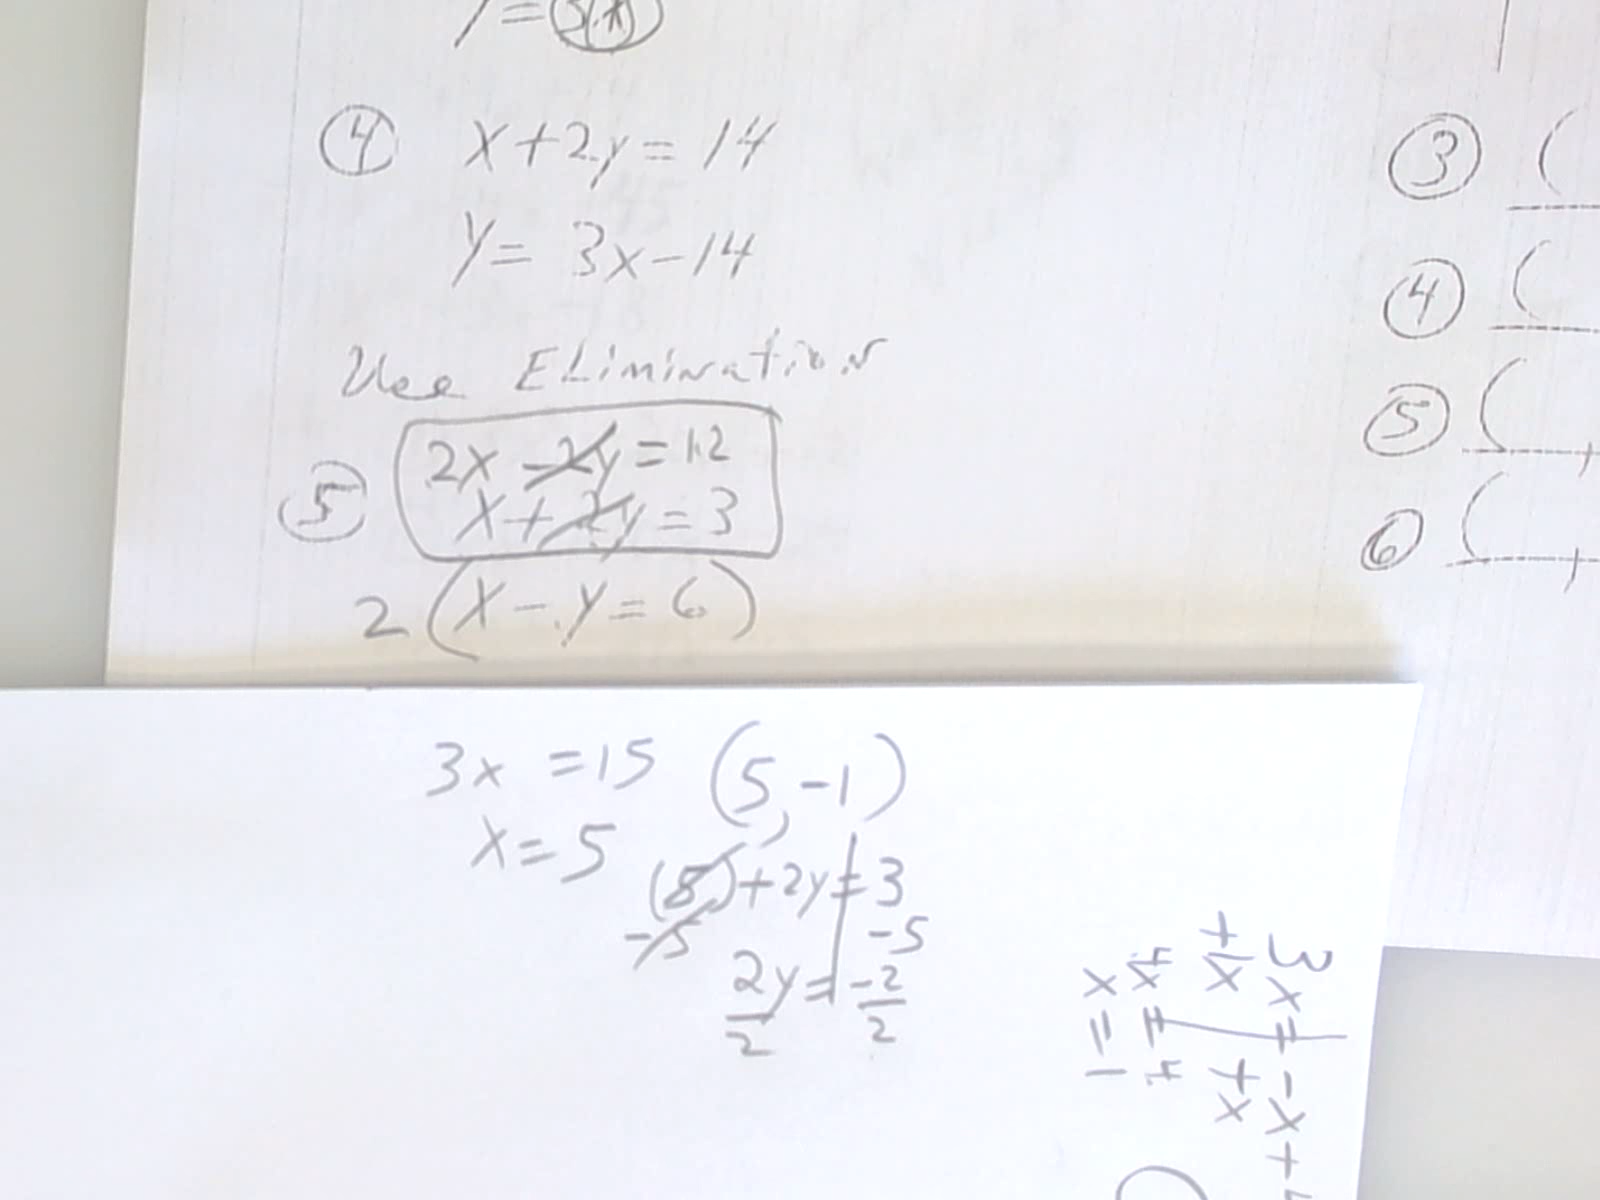 ④ x+2y=14
y=3x-14
Use Elimination
⑤ 2x-2y=12
x+2y=3
2(x-y=6)
3x=15 (5,-1)
x=5
(5)+2y=3
-5 -5
2y=-2
2 2
③ (
④ (
⑤ (
⑥ (
3x=-x+
+x +x
4x=4
x=1